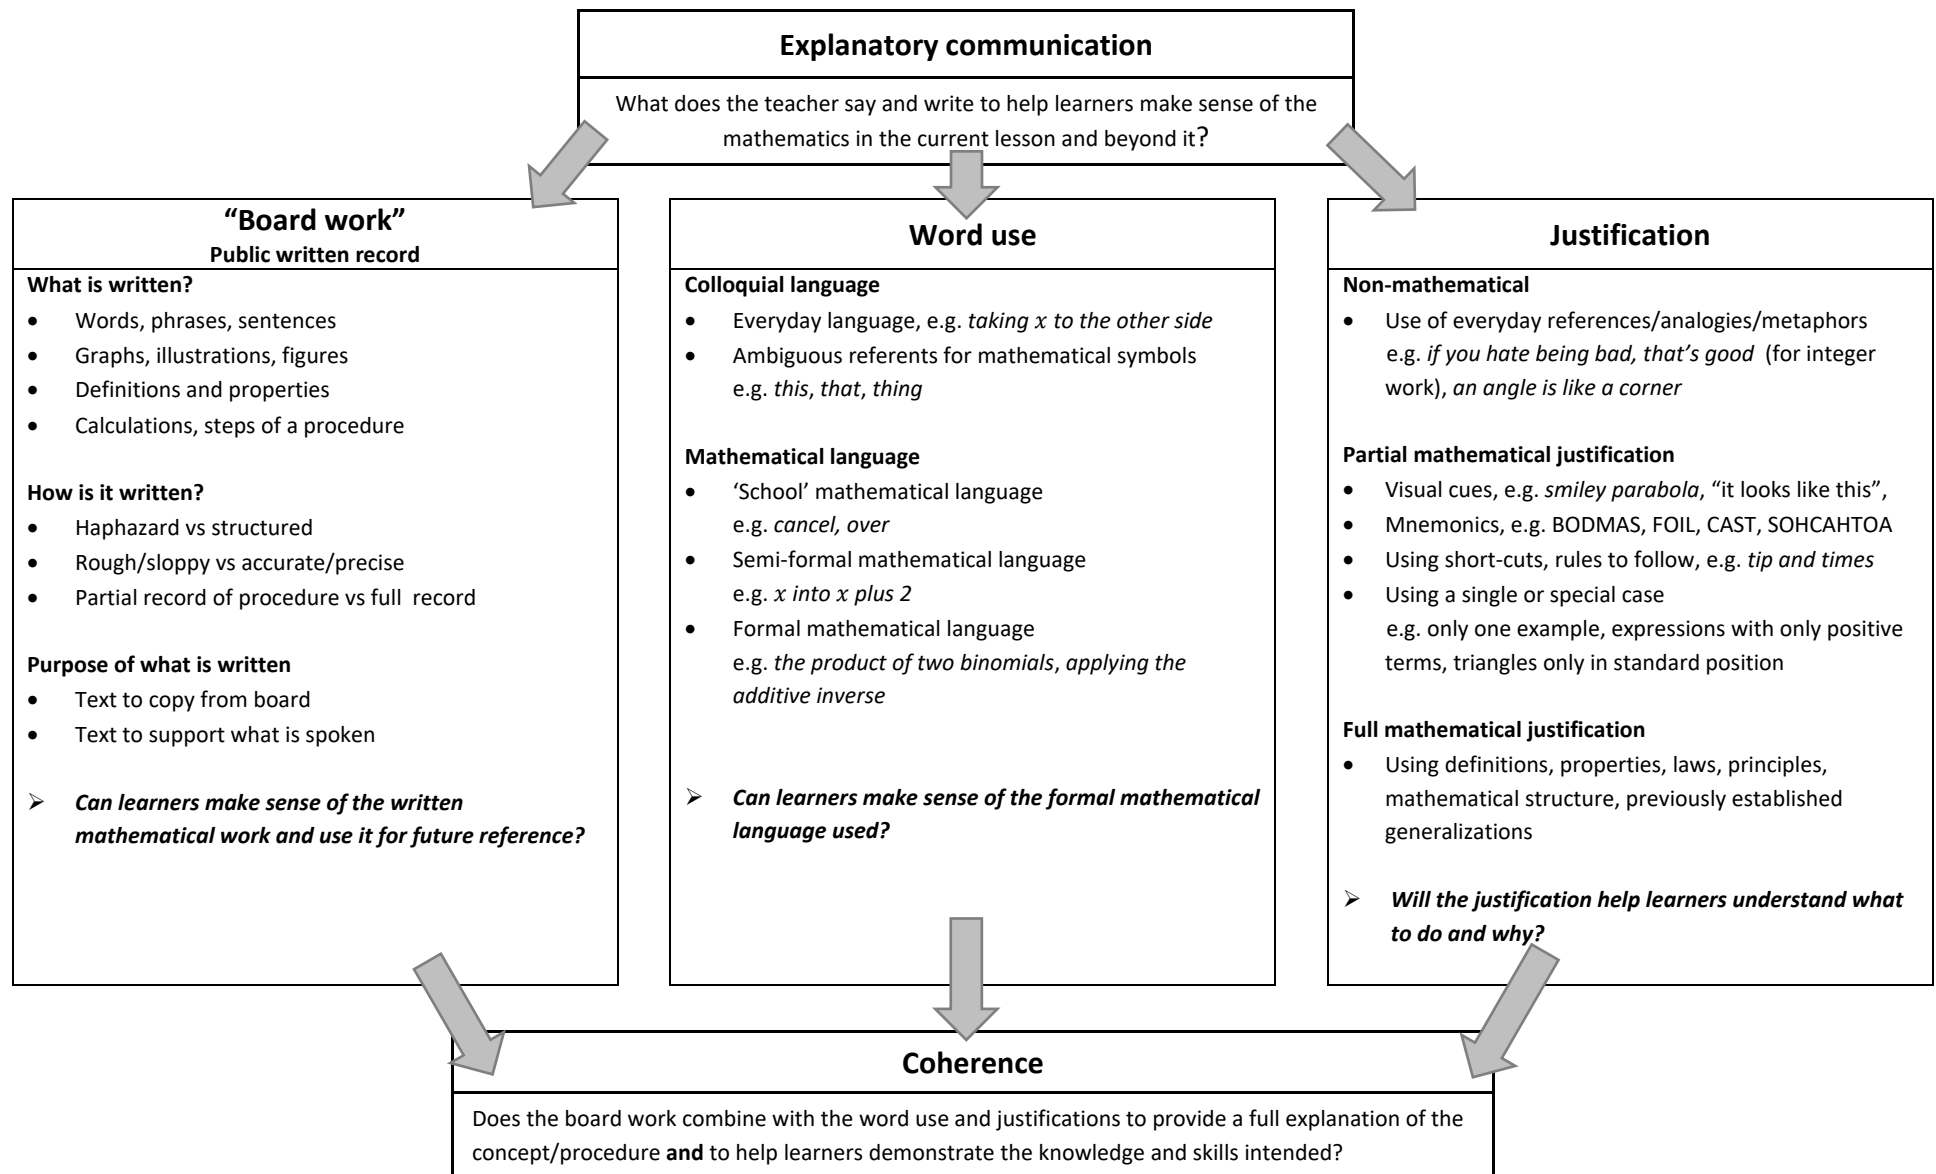 Explanatory communication
What does the teacher say and write to help learners make sense of the
mathematics in the current lesson and beyond it?
“Board work”
Public written record
What is written?
• Words, phrases, sentences
• Graphs, illustrations, figures
• Definitions and properties
• Calculations, steps of a procedure
How is it written?
• Haphazard vs structured
• Rough/sloppy vs accurate/precise
• Partial record of procedure vs full record
Purpose of what is written
• Text to copy from board
• Text to support what is spoken
➢ Can learners make sense of the written
mathematical work and use it for future reference?
Word use
Colloquial language
• Everyday language, e.g. taking x to the other side
• Ambiguous referents for mathematical symbols
e.g. this, that, thing
Mathematical language
• ‘School’ mathematical language
e.g. cancel, over
• Semi-formal mathematical language
e.g. x into x plus 2
• Formal mathematical language
e.g. the product of two binomials, applying the
additive inverse
➢ Can learners make sense of the formal mathematical
language used?
Justification
Non-mathematical
• Use of everyday references/analogies/metaphors
e.g. if you hate being bad, that’s good (for integer
work), an angle is like a corner
Partial mathematical justification
• Visual cues, e.g. smiley parabola, “it looks like this”,
• Mnemonics, e.g. BODMAS, FOIL, CAST, SOHCAHTOA
• Using short-cuts, rules to follow, e.g. tip and times
• Using a single or special case
e.g. only one example, expressions with only positive
terms, triangles only in standard position
Full mathematical justification
• Using definitions, properties, laws, principles,
mathematical structure, previously established
generalizations
➢ Will the justification help learners understand what
to do and why?
Coherence
Does the board work combine with the word use and justifications to provide a full explanation of the
concept/procedure and to help learners demonstrate the knowledge and skills intended?